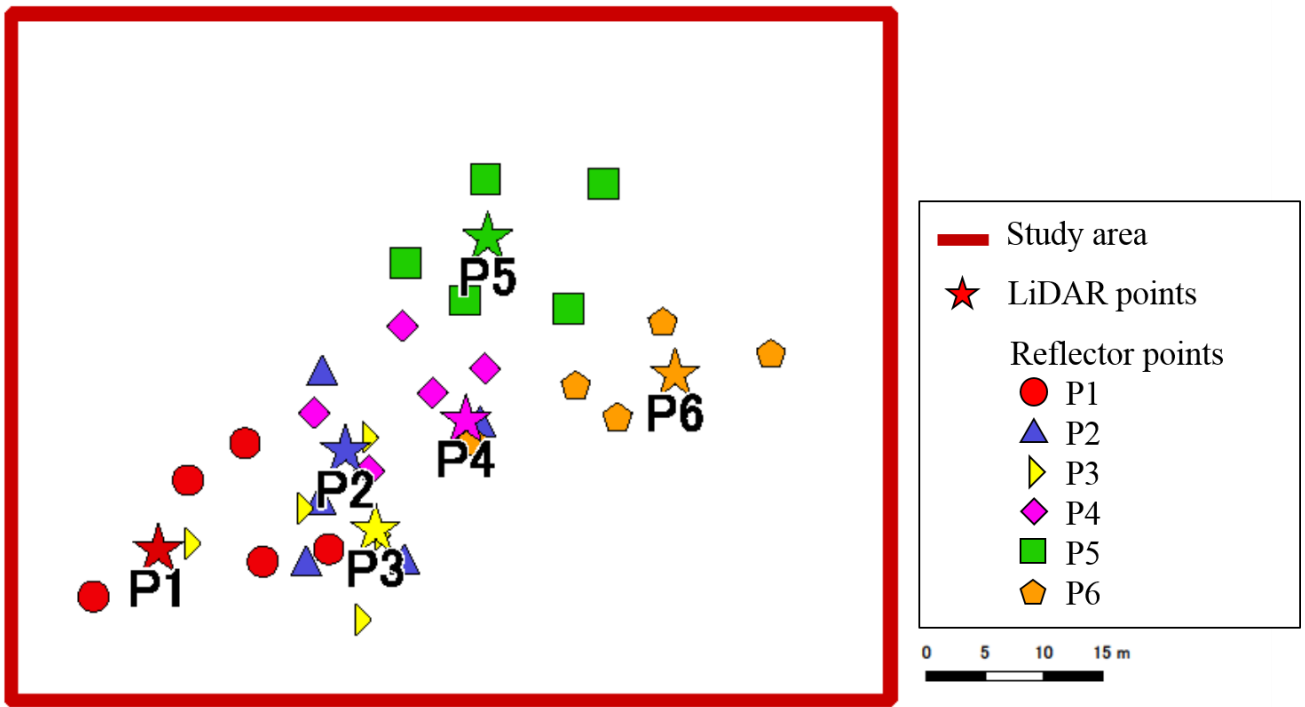 P5
P6
P4
P2
P3
P1
Study area
LiDAR points
Reflector points
P1
P2
P3
P4
P5
P6
0 5 10 15 m